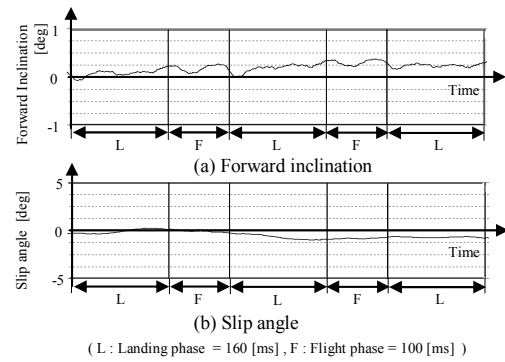 Forward Inclination
[deg]
1
0
-1
Time
L F L F L
(a) Forward inclination
Slip angle [deg]
5
0
-5
Time
L F L F L
(b) Slip angle
( L : Landing phase = 160 [ms] , F : Flight phase = 100 [ms] )